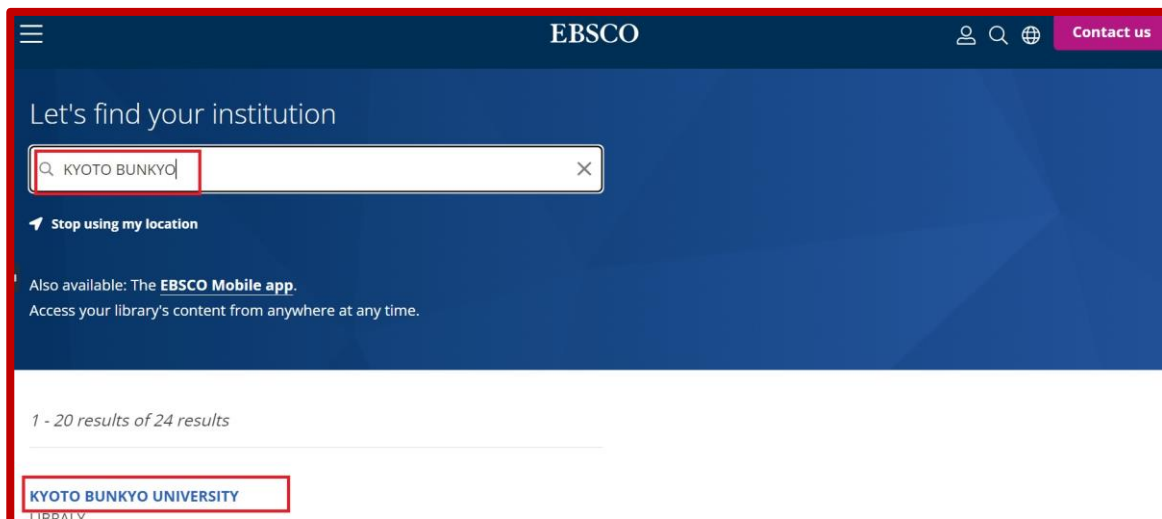 EBSCO
Contact us
Let's find your institution
KYOTO BUNKYO
Stop using my location
Also available: The EBSCO Mobile app.
Access your library's content from anywhere at any time.
1 - 20 results of 24 results
KYOTO BUNKYO UNIVERSITY
LIBRALY